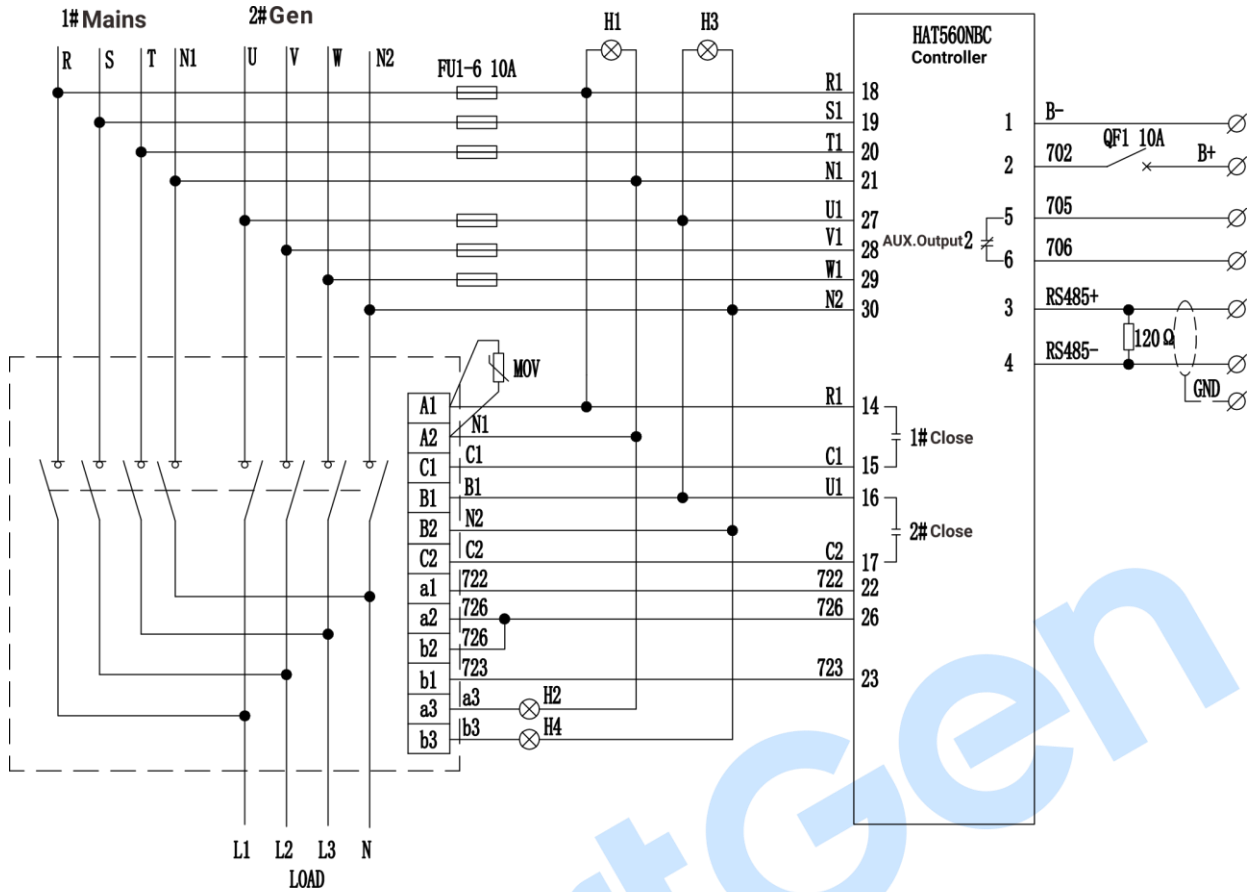 1# Mains
2# Gen
H1
H3
R S T N1 U V W N2
FU1-6 10A
HAT560NBC
Controller
R1 18
S1 19
T1 20
N1 21
U1 27
V1 28
W1 29
N2 30
1 B-
2 702 QF1 10A B+
AUX.Output 2
5 705
6 706
3 RS485+
120Ω
4 RS485-
GND
MOV
A1 R1 14
A2 N1
1# Close
C1 C1 C1 15
B1 B1 U1 16
B2 N2
2# Close
C2 C2 C2 17
a1 722 722 22
a2 726 726 26
b2 726
b1 723 723 23
a3 a3 H2
b3 b3 H4
L1 L2 L3 N
LOAD